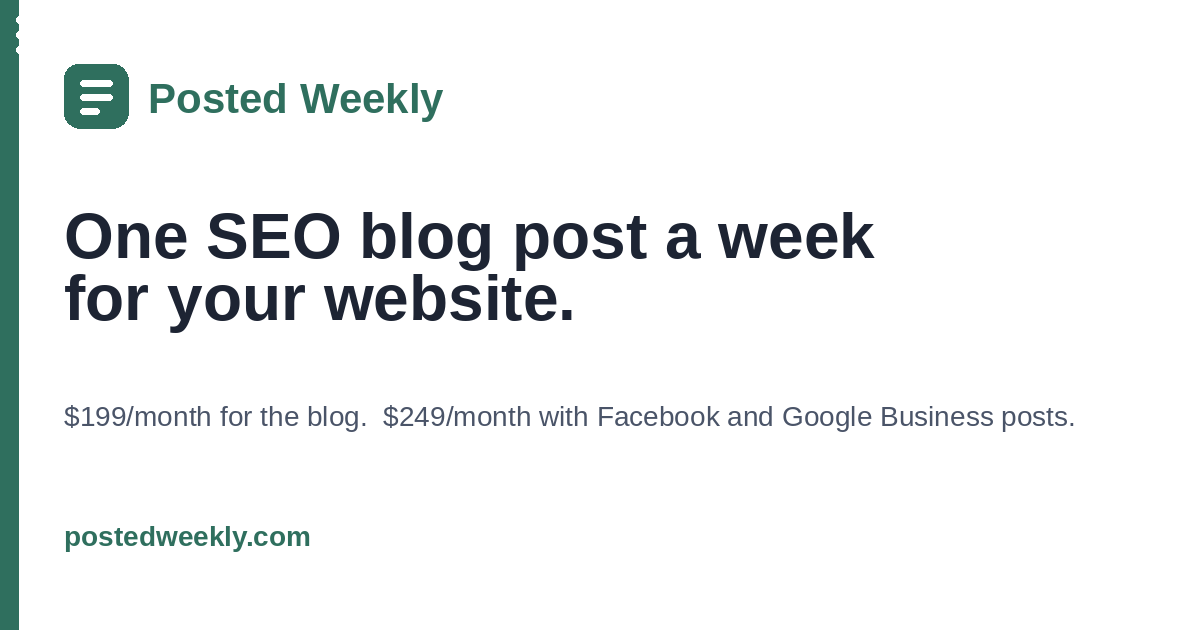 Posted Weekly
One SEO blog post a week
for your website.
$199/month for the blog.  $249/month with Facebook and Google Business posts.
postedweekly.com